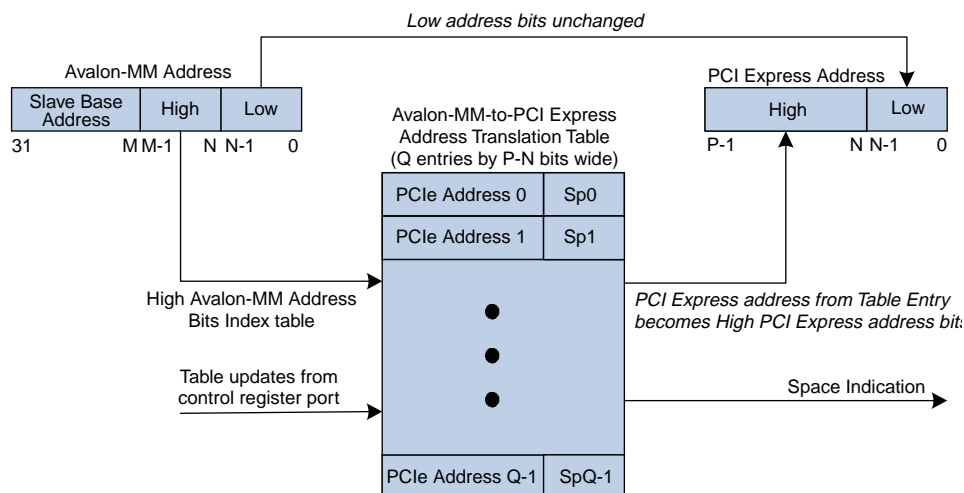 Low address bits unchanged
Avalon-MM Address
PCI Express Address
Slave Base
Address
High
Low
High
Low
31
M
M-1
N
N-1
0
P-1
N
N-1
0
Avalon-MM-to-PCI Express
Address Translation Table
(Q entries by P-N bits wide)
PCIe Address 0
Sp0
PCIe Address 1
Sp1
High Avalon-MM Address
Bits Index table
PCI Express address from Table Entry
becomes High PCI Express address bits
Table updates from
control register port
Space Indication
PCIe Address Q-1
SpQ-1